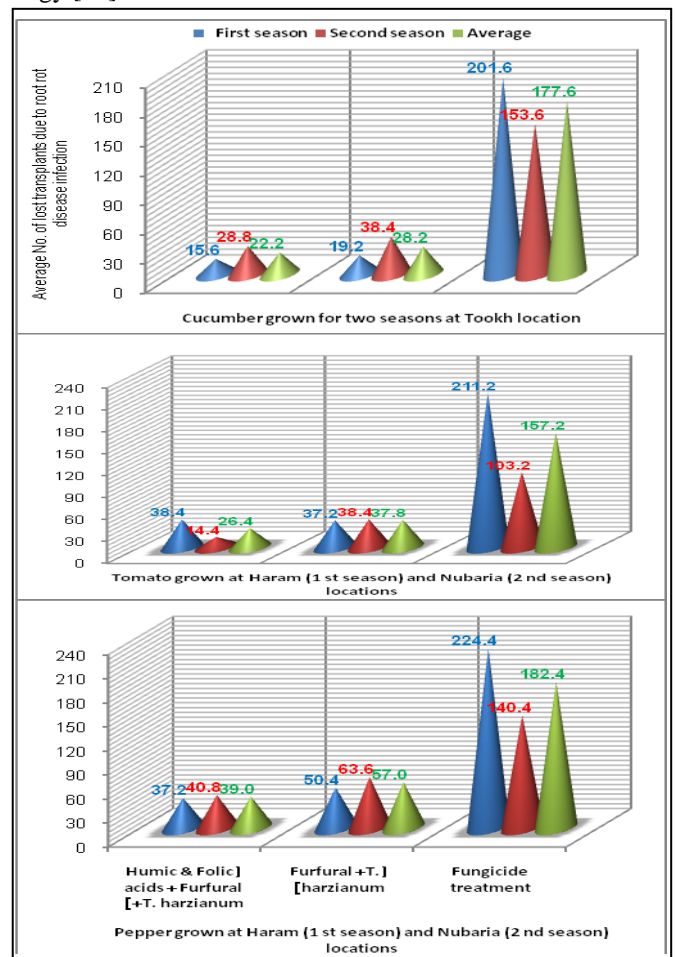 First season Second season Average
Average No. of lost transplants due to root rot
disease infection
210
180
150
120
90
60
30
0
15.6 28.8 22.2 19.2 38.4 28.2 201.6 153.6 177.6
Cucumber grown for two seasons at Tookh location
240
210
180
150
120
90
60
30
0
38.4 14.4 26.4 37.2 38.4 37.8 211.2 103.2 157.2
Tomato grown at Haram (1 st season) and Nubaria (2 nd season)
locations
240
210
180
150
120
90
60
30
0
37.2 40.8 39.0 50.4 63.6 57.0 224.4 140.4 182.4
Humic & Folic]
acids + Furfural
[+T. harzianum
Furfural +T.]
[harzianum
Fungicide
treatment
Pepper grown at Haram (1 st season) and Nubaria (2 nd season)
locations